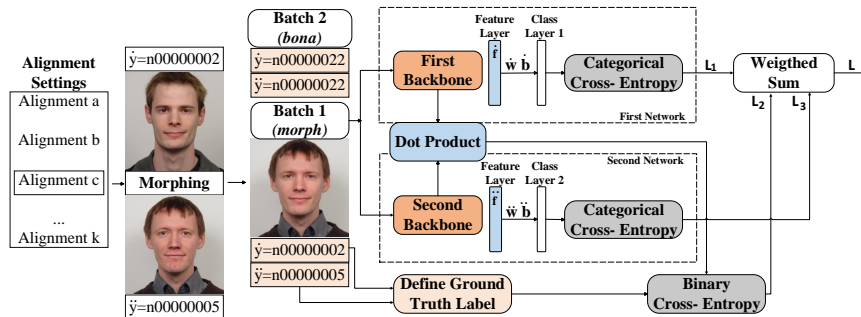 Alignment
Settings
Alignment a
Alignment b
Alignment c
...
Alignment k
ẏ=n00000002
Morphing
ÿ=n00000005
Batch 2
(bona)
ẏ=n00000022
ÿ=n00000022
Batch 1
(morph)
ẏ=n00000002
ÿ=n00000005
First
Backbone
Feature
Layer
ḟ
ẇ ḃ
Class
Layer 1
Categorical
Cross- Entropy
First Network
L₁
Dot Product
Second Network
Second
Backbone
Feature
Layer
f̈
ẅ b̈
Class
Layer 2
Categorical
Cross- Entropy
Define Ground
Truth Label
Binary
Cross- Entropy
Weigthed
Sum
L₂
L₃
L